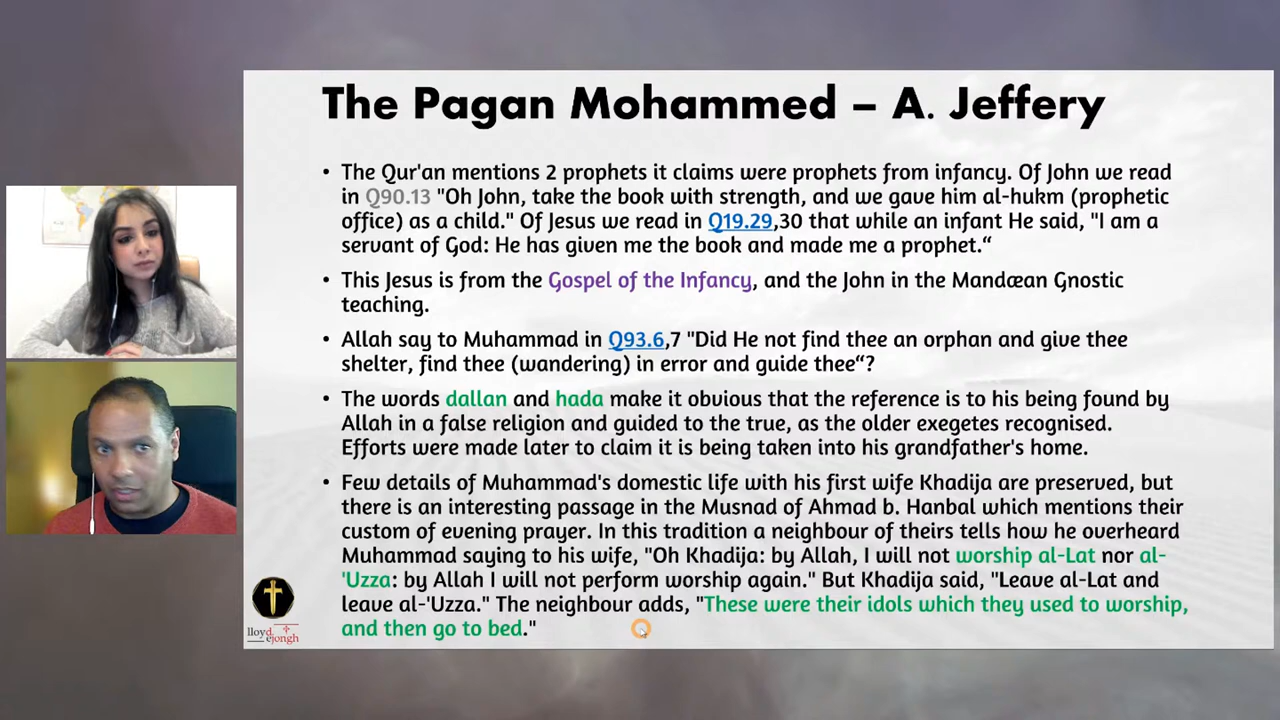 The Pagan Mohammed – A. Jeffery
• The Qur'an mentions 2 prophets it claims were prophets from infancy. Of John we read
in Q90.13 "Oh John, take the book with strength, and we gave him al-hukm (prophetic
office) as a child." Of Jesus we read in Q19.29,30 that while an infant He said, "I am a
servant of God: He has given me the book and made me a prophet.“
• This Jesus is from the Gospel of the Infancy, and the John in the Mandæan Gnostic
teaching.
• Allah say to Muhammad in Q93.6,7 "Did He not find thee an orphan and give thee
shelter, find thee (wandering) in error and guide thee“?
• The words dallan and hada make it obvious that the reference is to his being found by
Allah in a false religion and guided to the true, as the older exegetes recognised.
Efforts were made later to claim it is being taken into his grandfather's home.
• Few details of Muhammad's domestic life with his first wife Khadija are preserved, but
there is an interesting passage in the Musnad of Ahmad b. Hanbal which mentions their
custom of evening prayer. In this tradition a neighbour of theirs tells how he overheard
Muhammad saying to his wife, "Oh Khadija: by Allah, I will not worship al-Lat nor al-
'Uzza: by Allah I will not perform worship again." But Khadija said, "Leave al-Lat and
leave al-'Uzza." The neighbour adds, "These were their idols which they used to worship,
and then go to bed."
lloyd
ejongh